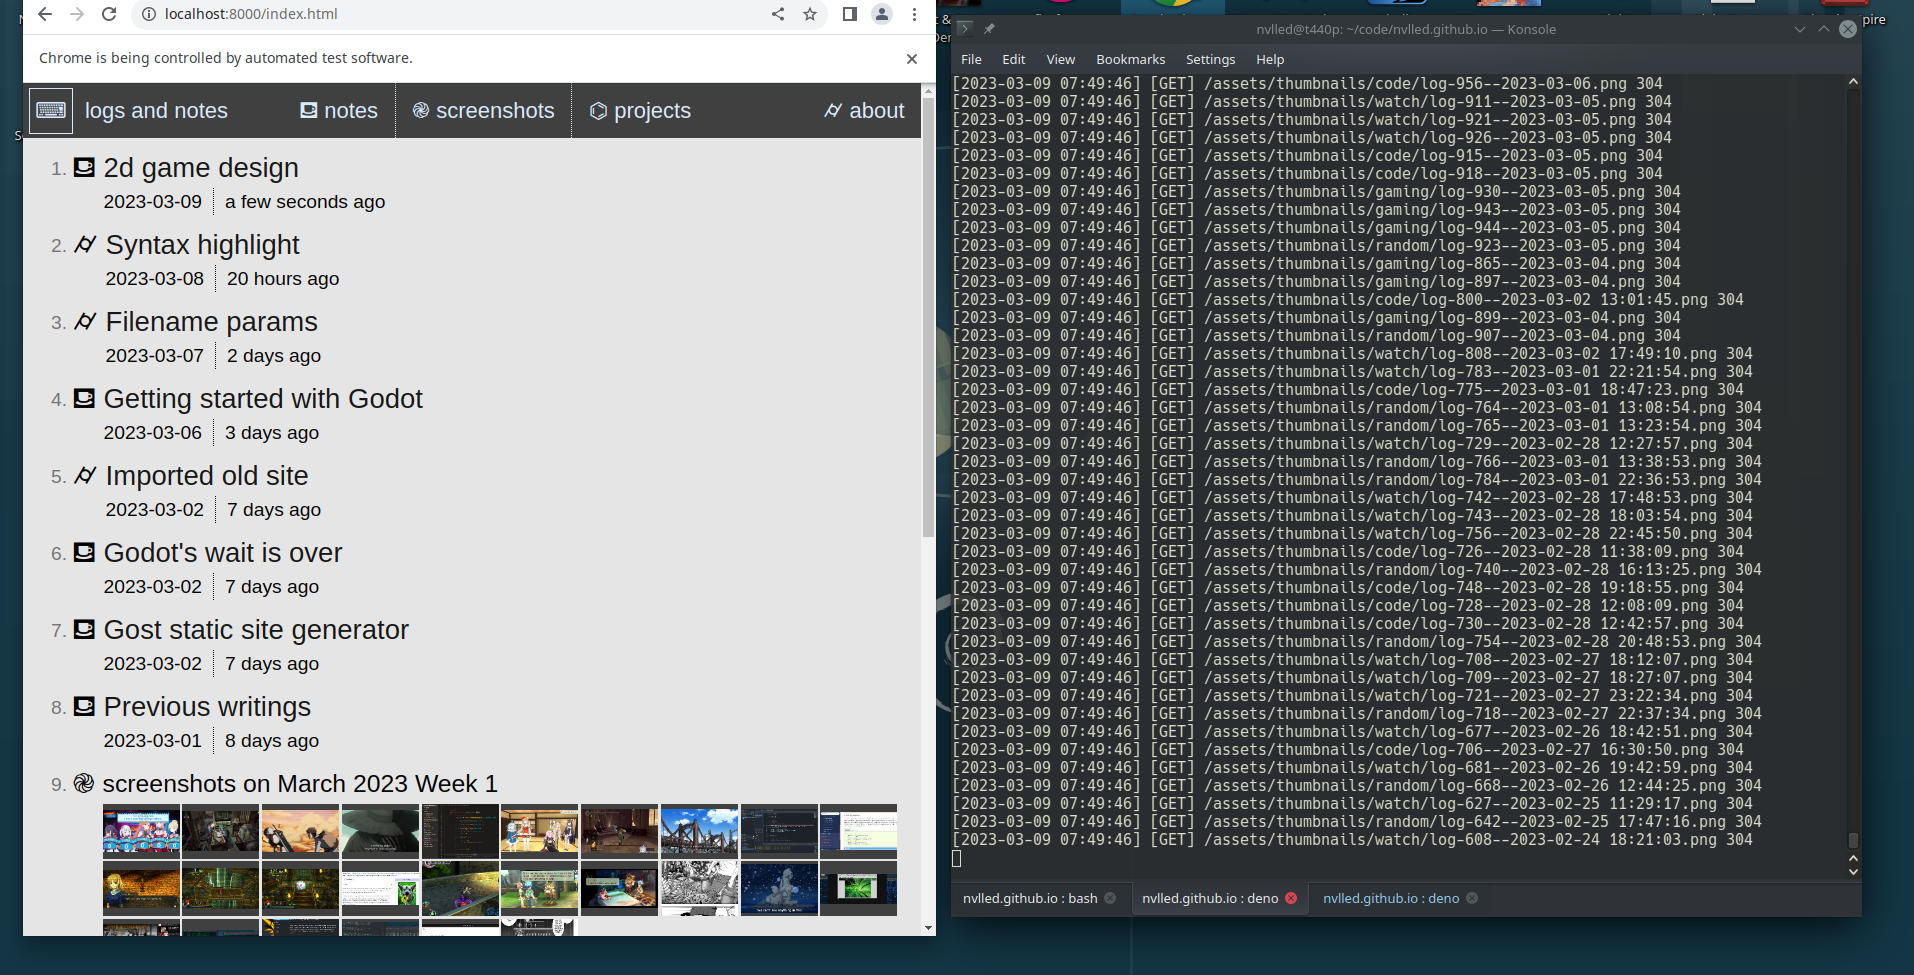 localhost:8000/index.html
Chrome is being controlled by automated test software.
logs and notes
notes
screenshots
projects
about
1. 2d game design
2023-03-09 a few seconds ago
2. Syntax highlight
2023-03-08 20 hours ago
3. Filename params
2023-03-07 2 days ago
4. Getting started with Godot
2023-03-06 3 days ago
5. Imported old site
2023-03-02 7 days ago
6. Godot's wait is over
2023-03-02 7 days ago
7. Gost static site generator
2023-03-02 7 days ago
8. Previous writings
2023-03-01 8 days ago
9. screenshots on March 2023 Week 1
nvlled@t440p: ~/code/nvlled.github.io — Konsole
File Edit View Bookmarks Settings Help
[2023-03-09 07:49:46] [GET] /assets/thumbnails/code/log-956--2023-03-06.png 304
[2023-03-09 07:49:46] [GET] /assets/thumbnails/watch/log-911--2023-03-05.png 304
[2023-03-09 07:49:46] [GET] /assets/thumbnails/watch/log-921--2023-03-05.png 304
[2023-03-09 07:49:46] [GET] /assets/thumbnails/watch/log-926--2023-03-05.png 304
[2023-03-09 07:49:46] [GET] /assets/thumbnails/code/log-915--2023-03-05.png 304
[2023-03-09 07:49:46] [GET] /assets/thumbnails/code/log-918--2023-03-05.png 304
[2023-03-09 07:49:46] [GET] /assets/thumbnails/gaming/log-930--2023-03-05.png 304
[2023-03-09 07:49:46] [GET] /assets/thumbnails/gaming/log-943--2023-03-05.png 304
[2023-03-09 07:49:46] [GET] /assets/thumbnails/gaming/log-944--2023-03-05.png 304
[2023-03-09 07:49:46] [GET] /assets/thumbnails/random/log-923--2023-03-05.png 304
[2023-03-09 07:49:46] [GET] /assets/thumbnails/gaming/log-865--2023-03-04.png 304
[2023-03-09 07:49:46] [GET] /assets/thumbnails/gaming/log-897--2023-03-04.png 304
[2023-03-09 07:49:46] [GET] /assets/thumbnails/code/log-800--2023-03-02 13:01:45.png 304
[2023-03-09 07:49:46] [GET] /assets/thumbnails/gaming/log-899--2023-03-04.png 304
[2023-03-09 07:49:46] [GET] /assets/thumbnails/random/log-907--2023-03-04.png 304
[2023-03-09 07:49:46] [GET] /assets/thumbnails/watch/log-808--2023-03-02 17:49:10.png 304
[2023-03-09 07:49:46] [GET] /assets/thumbnails/watch/log-783--2023-03-01 22:21:54.png 304
[2023-03-09 07:49:46] [GET] /assets/thumbnails/code/log-775--2023-03-01 18:47:23.png 304
[2023-03-09 07:49:46] [GET] /assets/thumbnails/random/log-764--2023-03-01 13:08:54.png 304
[2023-03-09 07:49:46] [GET] /assets/thumbnails/random/log-765--2023-03-01 13:23:54.png 304
[2023-03-09 07:49:46] [GET] /assets/thumbnails/watch/log-729--2023-02-28 12:27:57.png 304
[2023-03-09 07:49:46] [GET] /assets/thumbnails/random/log-766--2023-03-01 13:38:53.png 304
[2023-03-09 07:49:46] [GET] /assets/thumbnails/random/log-784--2023-03-01 22:36:53.png 304
[2023-03-09 07:49:46] [GET] /assets/thumbnails/watch/log-742--2023-02-28 17:48:53.png 304
[2023-03-09 07:49:46] [GET] /assets/thumbnails/watch/log-743--2023-02-28 18:03:54.png 304
[2023-03-09 07:49:46] [GET] /assets/thumbnails/watch/log-756--2023-02-28 22:45:50.png 304
[2023-03-09 07:49:46] [GET] /assets/thumbnails/code/log-726--2023-02-28 11:38:09.png 304
[2023-03-09 07:49:46] [GET] /assets/thumbnails/random/log-740--2023-02-28 16:13:25.png 304
[2023-03-09 07:49:46] [GET] /assets/thumbnails/code/log-748--2023-02-28 19:18:55.png 304
[2023-03-09 07:49:46] [GET] /assets/thumbnails/code/log-728--2023-02-28 12:08:09.png 304
[2023-03-09 07:49:46] [GET] /assets/thumbnails/code/log-730--2023-02-28 12:42:57.png 304
[2023-03-09 07:49:46] [GET] /assets/thumbnails/random/log-754--2023-02-28 20:48:53.png 304
[2023-03-09 07:49:46] [GET] /assets/thumbnails/watch/log-708--2023-02-27 18:12:07.png 304
[2023-03-09 07:49:46] [GET] /assets/thumbnails/watch/log-709--2023-02-27 18:27:07.png 304
[2023-03-09 07:49:46] [GET] /assets/thumbnails/watch/log-721--2023-02-27 23:22:34.png 304
[2023-03-09 07:49:46] [GET] /assets/thumbnails/random/log-718--2023-02-27 22:37:34.png 304
[2023-03-09 07:49:46] [GET] /assets/thumbnails/watch/log-677--2023-02-26 18:42:51.png 304
[2023-03-09 07:49:46] [GET] /assets/thumbnails/code/log-706--2023-02-27 16:30:50.png 304
[2023-03-09 07:49:46] [GET] /assets/thumbnails/watch/log-681--2023-02-26 19:42:59.png 304
[2023-03-09 07:49:46] [GET] /assets/thumbnails/random/log-668--2023-02-26 12:44:25.png 304
[2023-03-09 07:49:46] [GET] /assets/thumbnails/watch/log-627--2023-02-25 11:29:17.png 304
[2023-03-09 07:49:46] [GET] /assets/thumbnails/random/log-642--2023-02-25 17:47:16.png 304
[2023-03-09 07:49:46] [GET] /assets/thumbnails/watch/log-608--2023-02-24 18:21:03.png 304
nvlled.github.io : bash
nvlled.github.io : deno
nvlled.github.io : deno